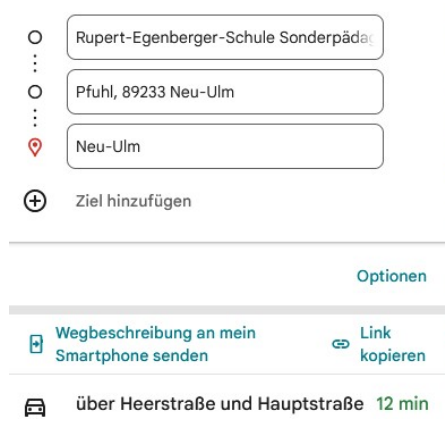 Rupert-Egenberger-Schule Sonderpäda
Pfuhl, 89233 Neu-Ulm
Neu-Ulm
Ziel hinzufügen
Optionen
Wegbeschreibung an mein
Smartphone senden
Link
kopieren
über Heerstraße und Hauptstraße 12 min